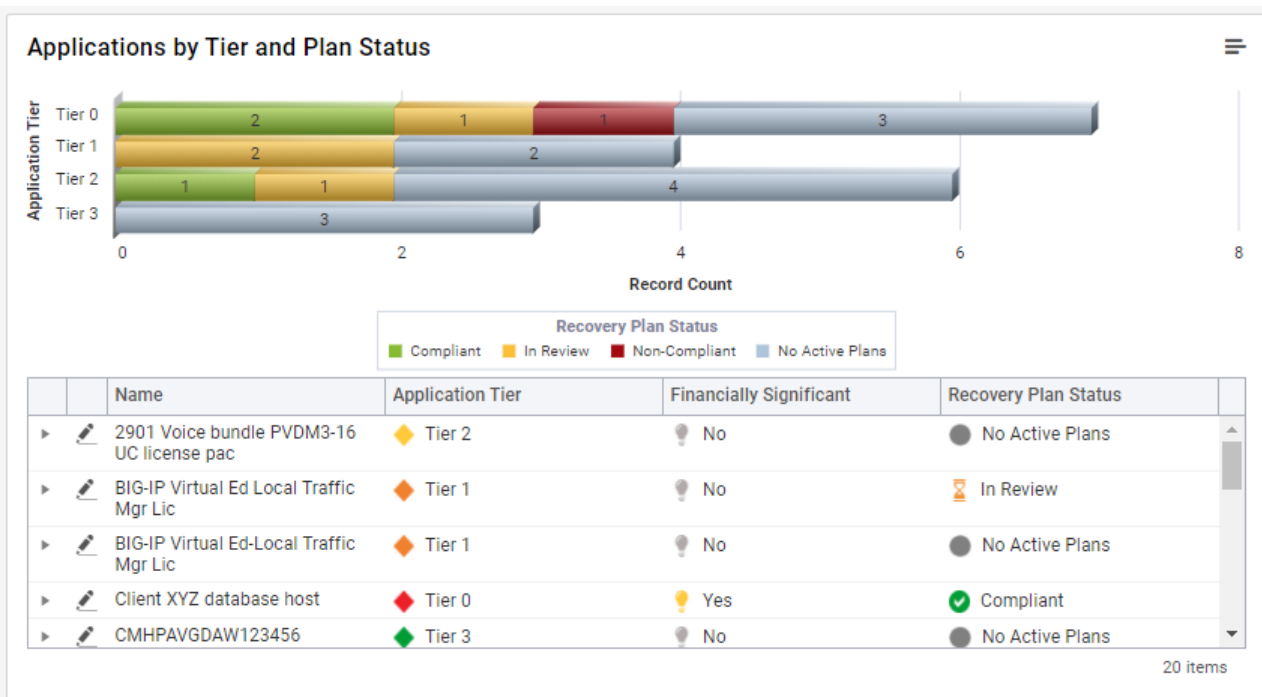 Applications by Tier and Plan Status
Application Tier
Tier 0
2
1
1
3
Tier 1
2
2
Tier 2
1
1
4
Tier 3
3
0
2
4
6
8
Record Count
Recovery Plan Status
Compliant In Review Non-Compliant No Active Plans
Name Application Tier Financially Significant Recovery Plan Status
2901 Voice bundle PVDM3-16 Tier 2 No No Active Plans
UC license pac
BIG-IP Virtual Ed Local Traffic Tier 1 No In Review
Mgr Lic
BIG-IP Virtual Ed-Local Traffic Tier 1 No No Active Plans
Mgr Lic
Client XYZ database host Tier 0 Yes Compliant
CMHPAVGDAW123456 Tier 3 No No Active Plans
20 items